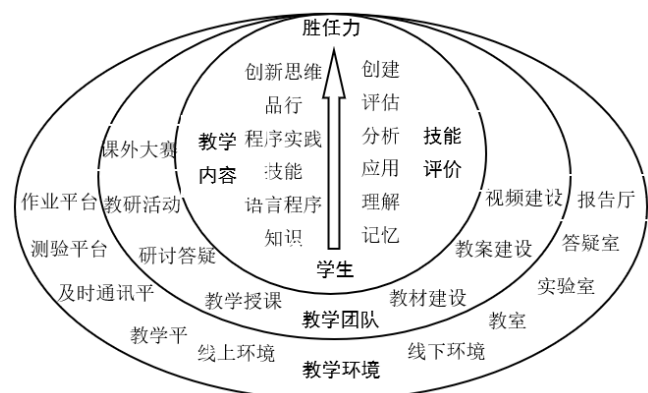 胜任力
创新思维
创建
品行
评估
课外大赛
教学
程序实践
分析
技能
内容
技能
应用
评价
作业平台
教研活动
语言程序
理解
视频建设
报告厅
测验平台
研讨答疑
知识
记忆
教案建设
答疑室
学生
及时通讯平
教学授课
教材建设
实验室
教学平
教学团队
教室
线上环境
线下环境
教学环境